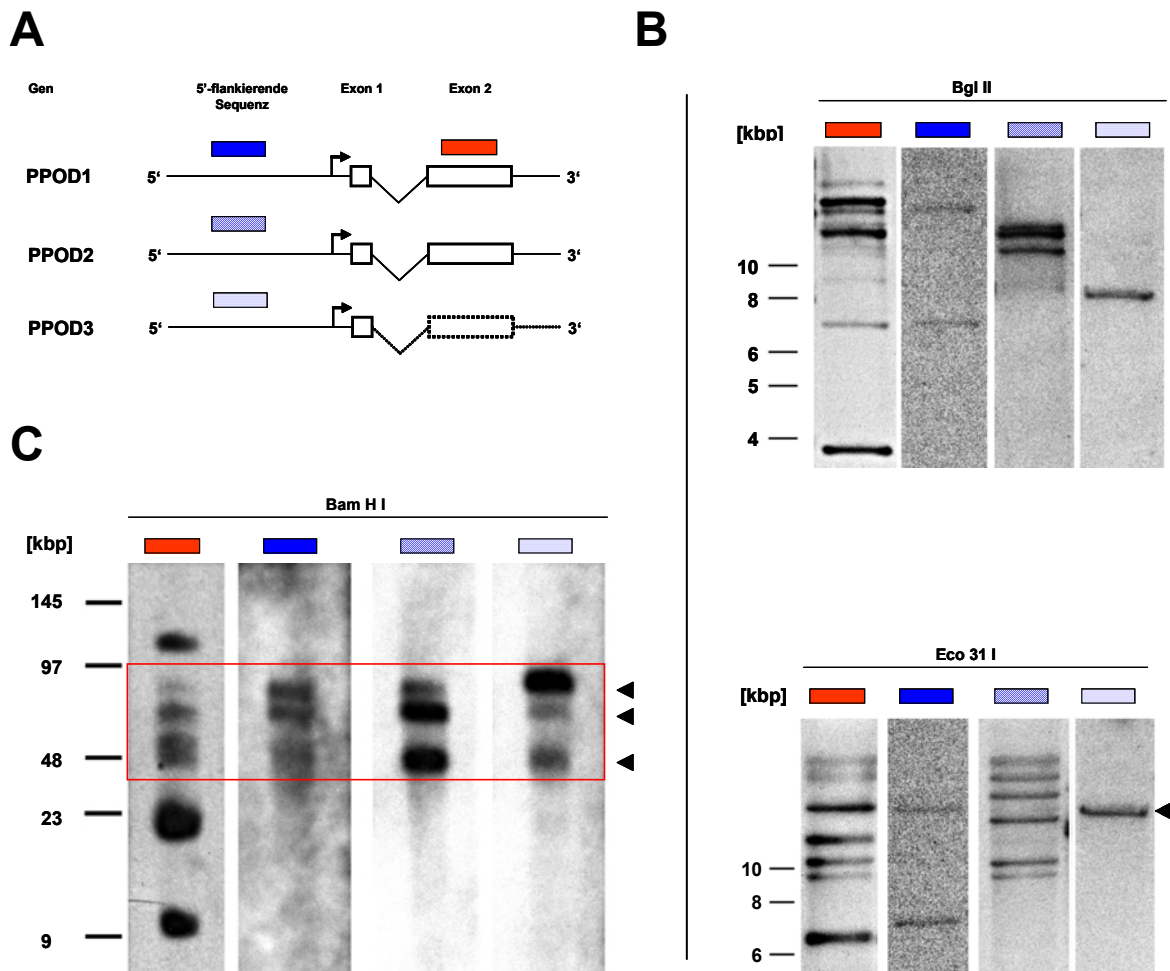 A
Gen 5'-flankierende Sequenz Exon 1 Exon 2
PPOD1 5‘ 3‘
PPOD2 5‘ 3‘
PPOD3 5‘ 3‘
B
Bgl II
[kbp]
10
8
6
5
4
Eco 31 I
[kbp]
10
8
6
C
Bam H I
[kbp]
145
97
48
23
9